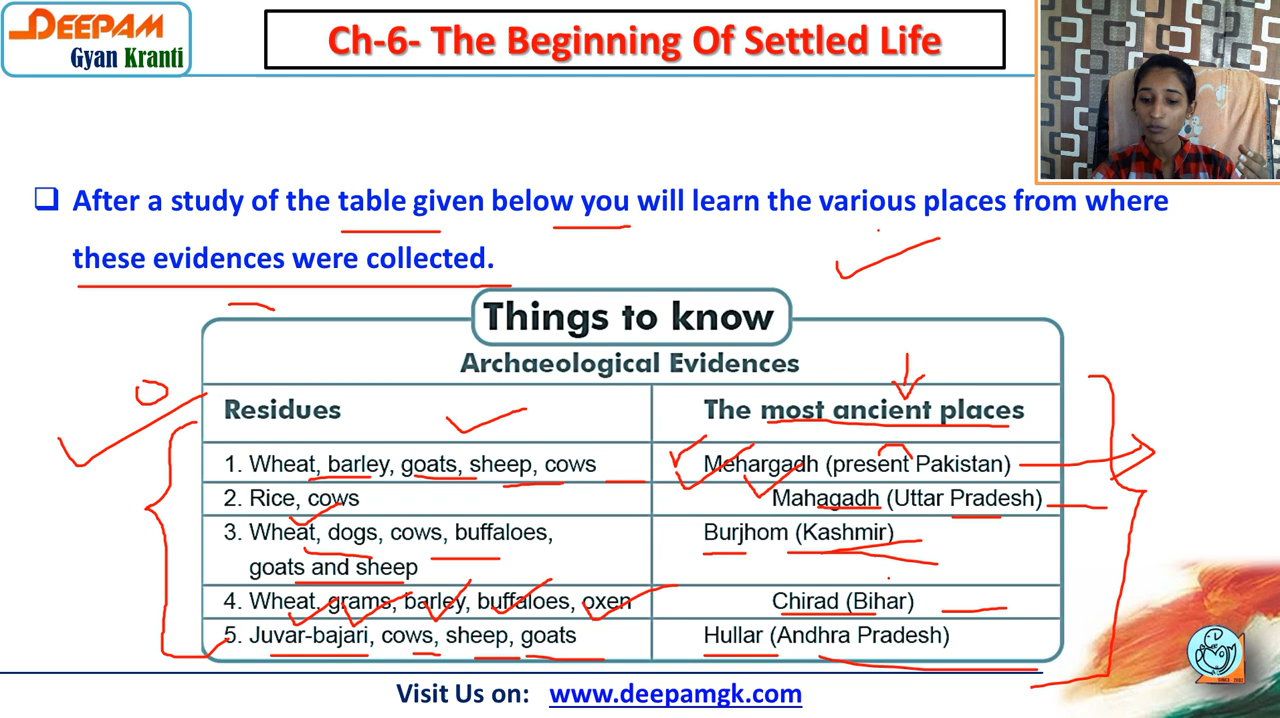 DEEPAM
Gyan Kranti
Ch-6- The Beginning Of Settled Life
❑ After a study of the table given below you will learn the various places from where
these evidences were collected.
Things to know
Archaeological Evidences
Residues The most ancient places
1. Wheat, barley, goats, sheep, cows Mehargadh (present Pakistan)
2. Rice, cows Mahagadh (Uttar Pradesh)
3. Wheat, dogs, cows, buffaloes, Burjhom (Kashmir)
goats and sheep
4. Wheat, grams, barley, buffaloes, oxen Chirad (Bihar)
5. Juvar-bajari, cows, sheep, goats Hullar (Andhra Pradesh)
Visit Us on: www.deepamgk.com